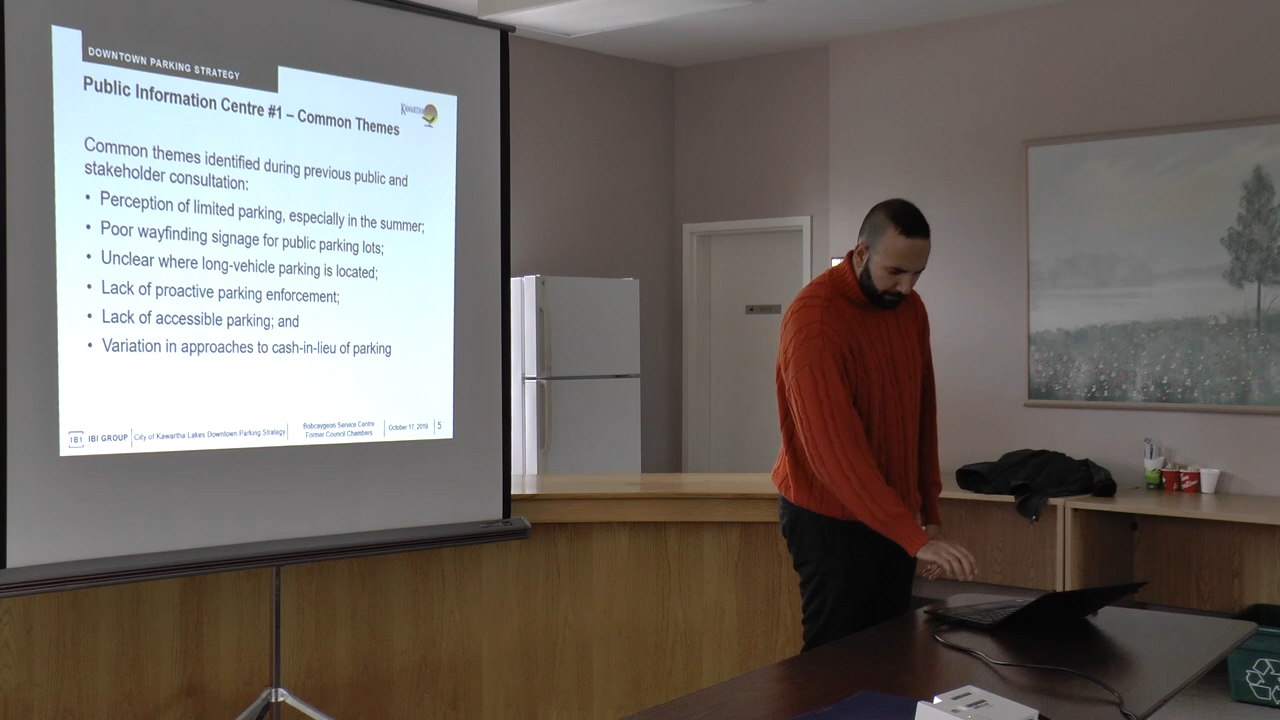 DOWNTOWN PARKING STRATEGY
Public Information Centre #1 – Common Themes
KAWARTHA
Common themes identified during previous public and
stakeholder consultation:
• Perception of limited parking, especially in the summer;
• Poor wayfinding signage for public parking lots;
• Unclear where long-vehicle parking is located;
• Lack of proactive parking enforcement;
• Lack of accessible parking; and
• Variation in approaches to cash-in-lieu of parking
IBI IBI GROUP
City of Kawartha Lakes Downtown Parking Strategy
Bobcaygeon Service Centre
Former Council Chambers
October 17, 2019
5